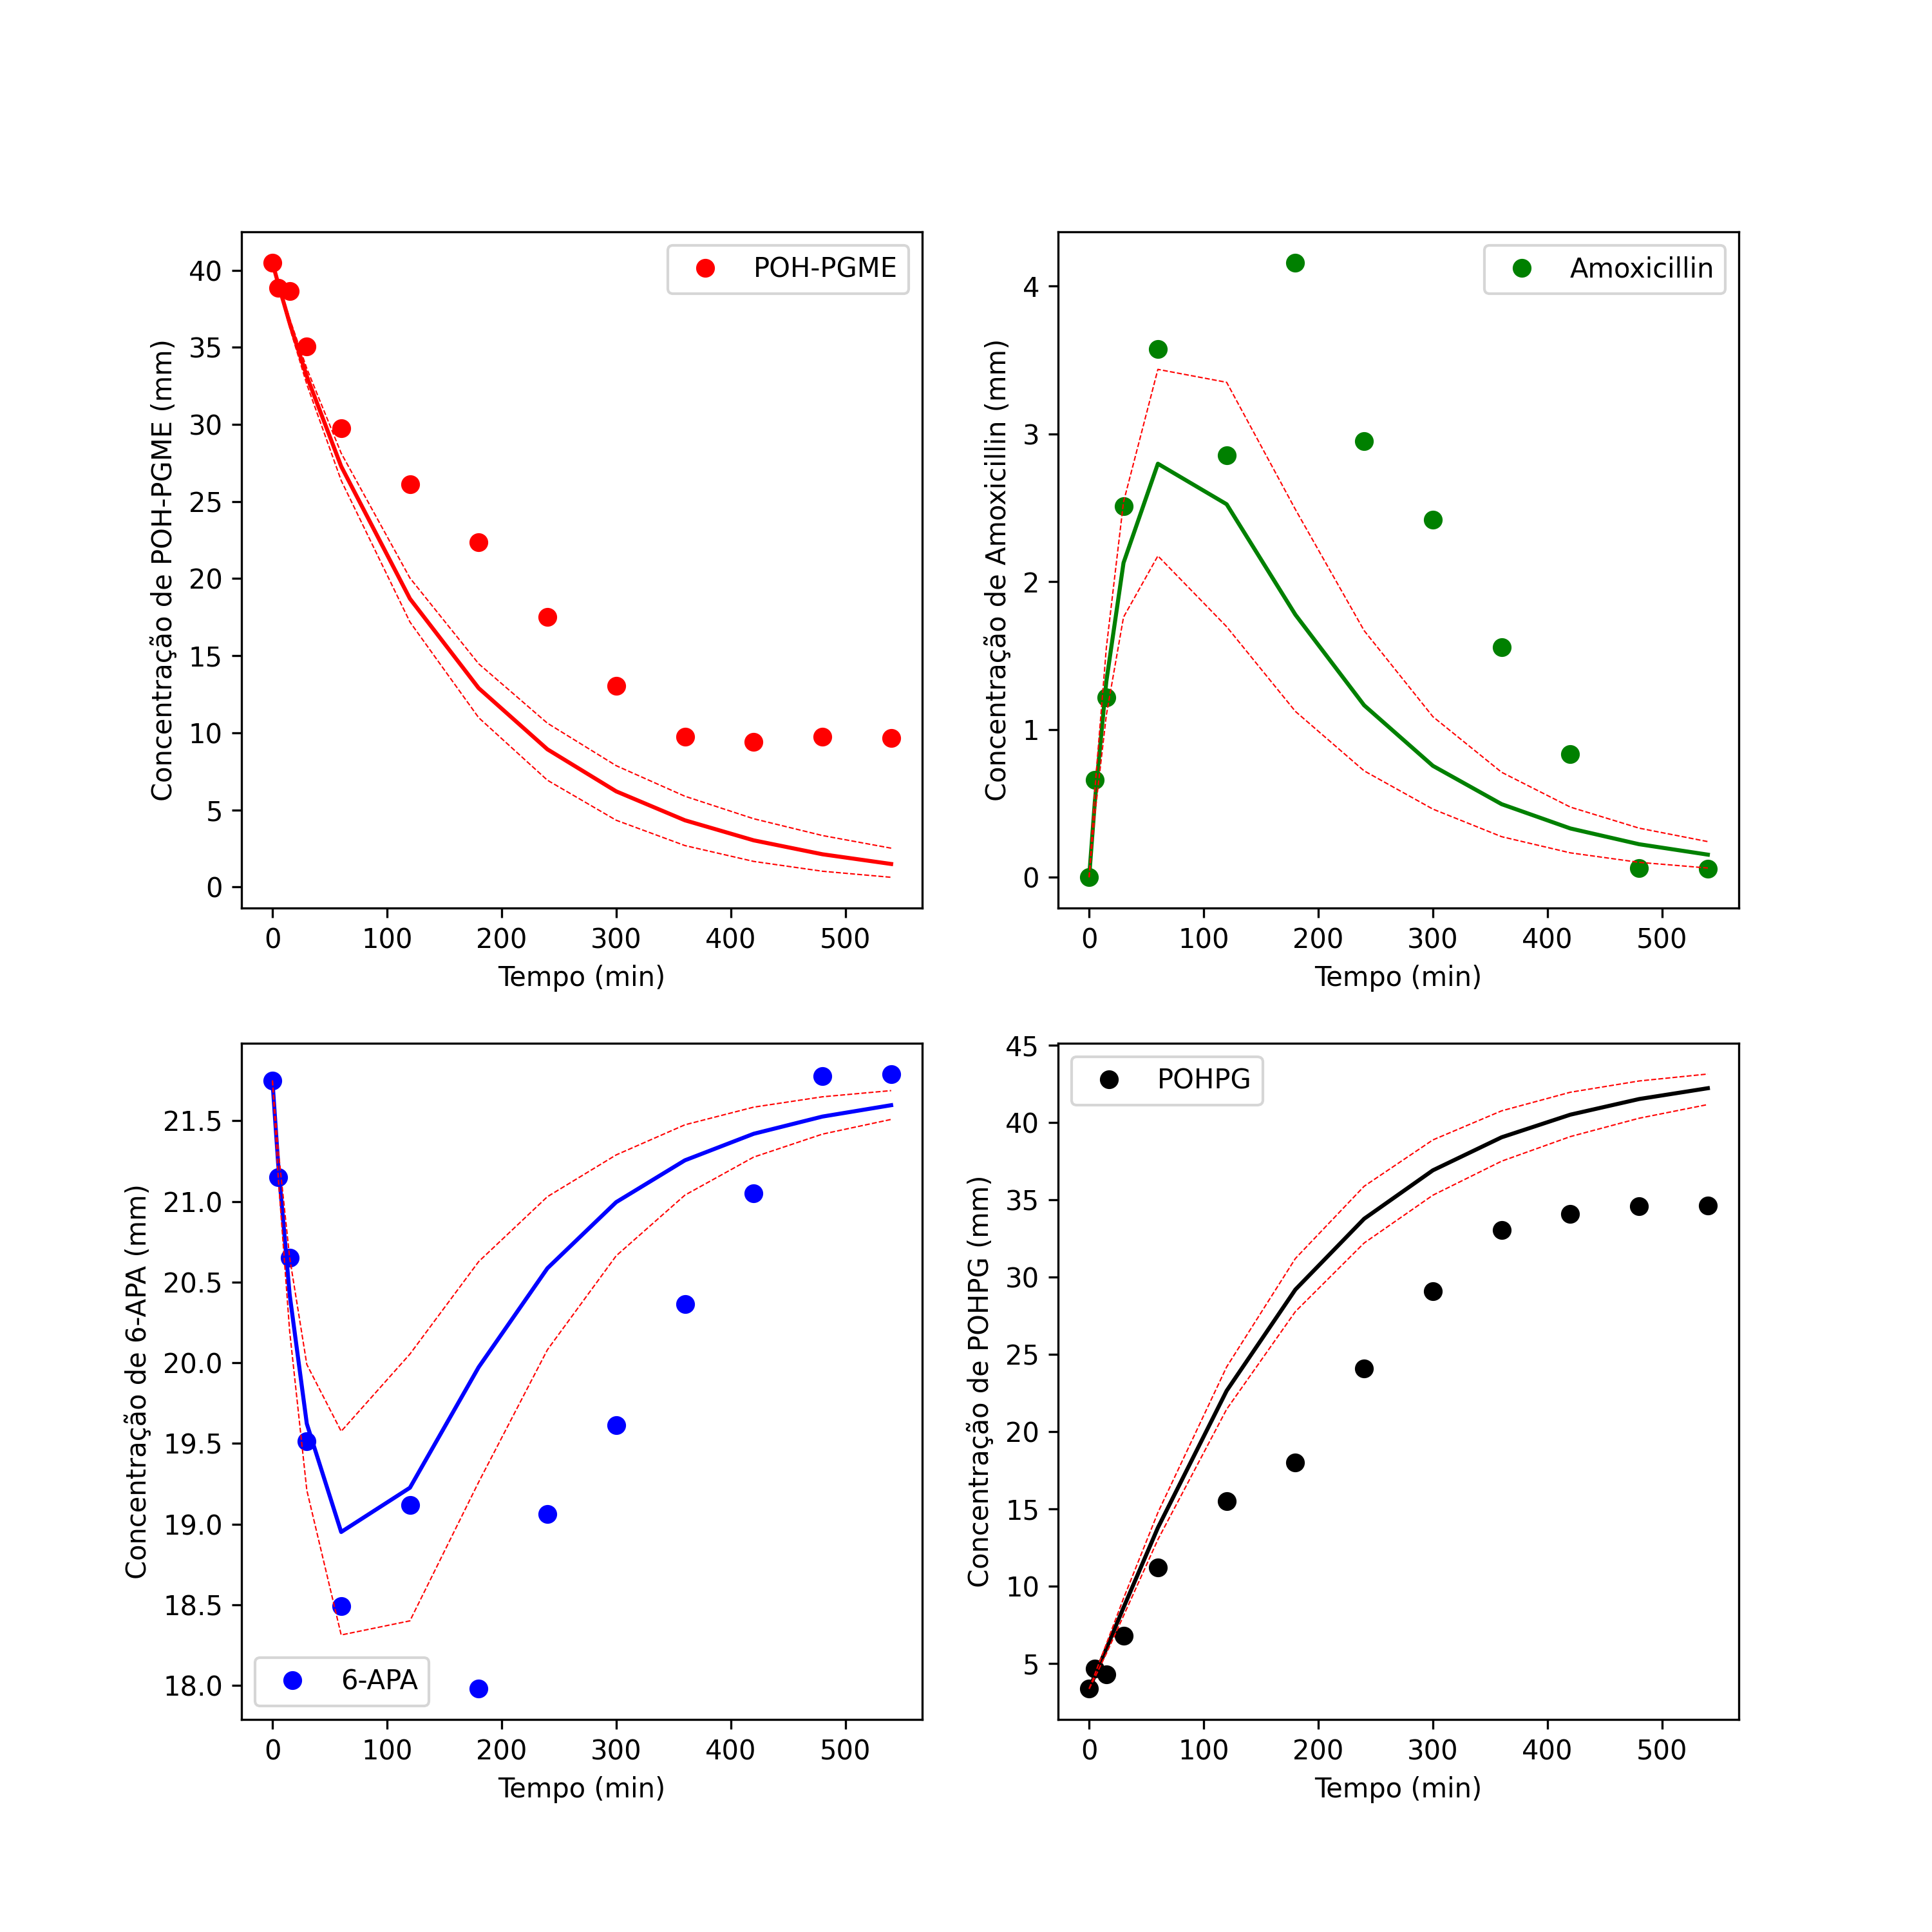 POH-PGME
Concentração de POH-PGME (mm)
40
35
30
25
20
15
10
5
0
0 100 200 300 400 500
Tempo (min)
Amoxicillin
Concentração de Amoxicillin (mm)
4
3
2
1
0
0 100 200 300 400 500
Tempo (min)
Concentração de 6-APA (mm)
21.5
21.0
20.5
20.0
19.5
19.0
18.5
18.0
6-APA
0 100 200 300 400 500
Tempo (min)
POHPG
Concentração de POHPG (mm)
45
40
35
30
25
20
15
10
5
0 100 200 300 400 500
Tempo (min)